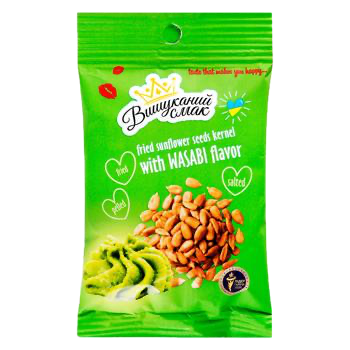 taste that makes you happy
Вишуканий
смак
fried sunflower seeds kernel
with WASABI flavor
fried
salted
peeled